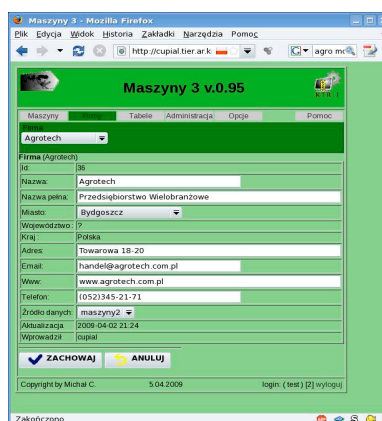 Maszyny 3 - Mozilla Firefox
Plik Edycja Widok Historia Zakładki Narzędzia Pomoc
http://cupial.tier.ar.k agro mo
Maszyny 3 v.0.95
Maszyny Firmy Tabele Administracja Opcje Pomoc
Firma
Agrotech
Firma (Agrotech)
Id: 36
Nazwa: Agrotech
Nazwa pełna: Przedsiębiorstwo Wielobranżowe
Miasto: Bydgoszcz
Województwo: ?
Kraj: Polska
Adres: Towarowa 18-20
Email: handel@agrotech.com.pl
Www: www.agrotech.com.pl
Telefon: (052)345-21-71
Źródło danych: maszyny2
Aktualizacja 2009-04-02 21:24
Wprowadził cupial
ZACHOWAJ ANULUJ
Copyright by Michał C. 5.04.2009 login: ( test ) [2] wyloguj
Zakończono